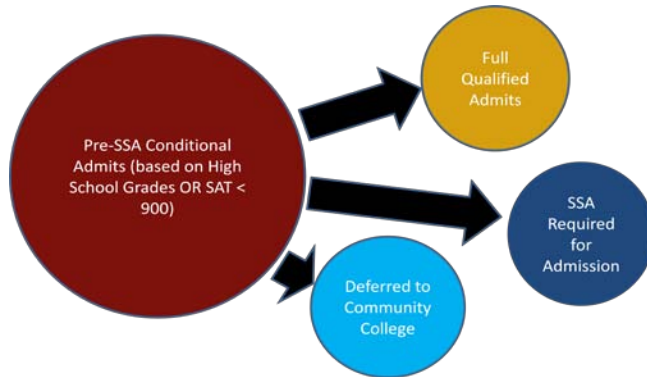 Full
Qualified
Admits
Pre-SSA Conditional
Admits (based on High
School Grades OR SAT <
900)
SSA
Required
for
Admission
Deferred to
Community
College